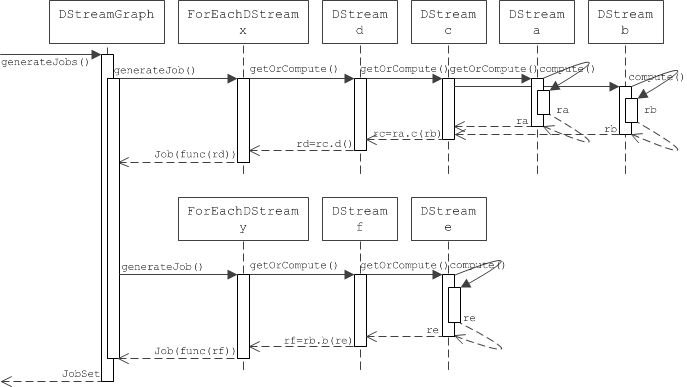 DStreamGraph
ForEachDStream
x
DStream
d
DStream
c
DStream
a
DStream
b
generateJobs()
generateJob()
getOrCompute()
getOrCompute()
getOrCompute()
compute()
compute()
ra
rb
ra
rb
rc=ra.c(rb)
rd=rc.d()
Job(func(rd))
ForEachDStream
y
DStream
f
DStream
e
generateJob()
getOrCompute()
getOrCompute()
compute()
re
re
rf=rb.b(re)
Job(func(rf))
JobSet